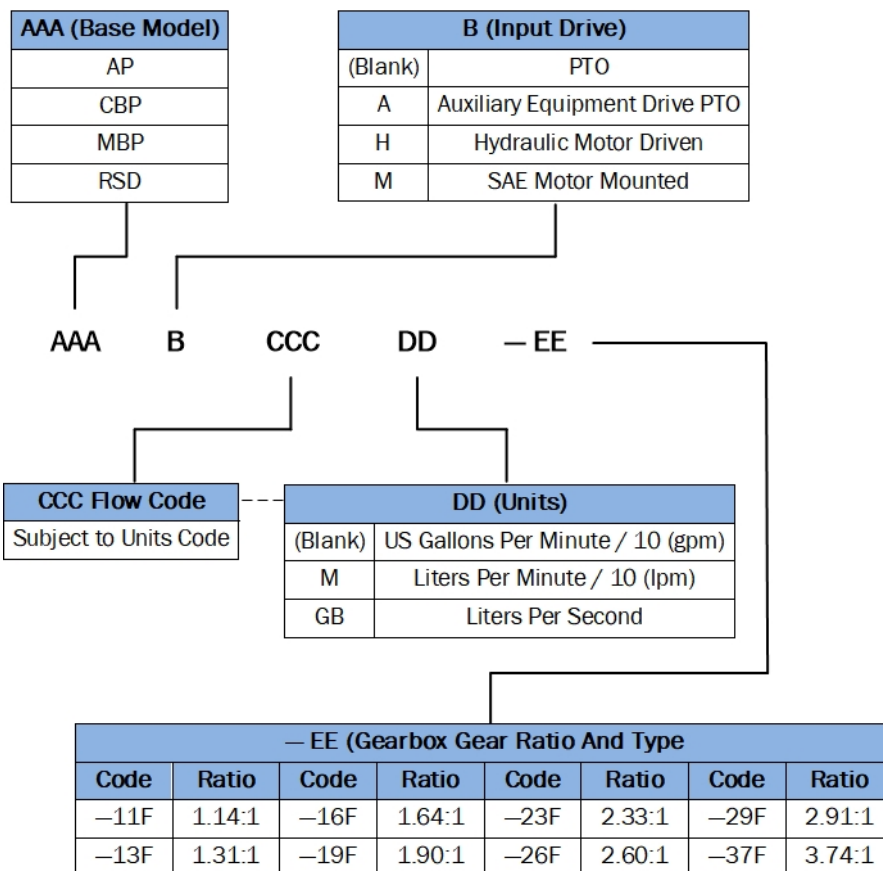 AAA (Base Model)
AP
CBP
MBP
RSD
B (Input Drive)
(Blank) PTO
A Auxiliary Equipment Drive PTO
H Hydraulic Motor Driven
M SAE Motor Mounted
AAA B CCC DD — EE
CCC Flow Code
Subject to Units Code
DD (Units)
(Blank) US Gallons Per Minute / 10 (gpm)
M Liters Per Minute / 10 (lpm)
GB Liters Per Second
— EE (Gearbox Gear Ratio And Type
Code Ratio Code Ratio Code Ratio Code Ratio
—11F 1.14:1 —16F 1.64:1 —23F 2.33:1 —29F 2.91:1
—13F 1.31:1 —19F 1.90:1 —26F 2.60:1 —37F 3.74:1